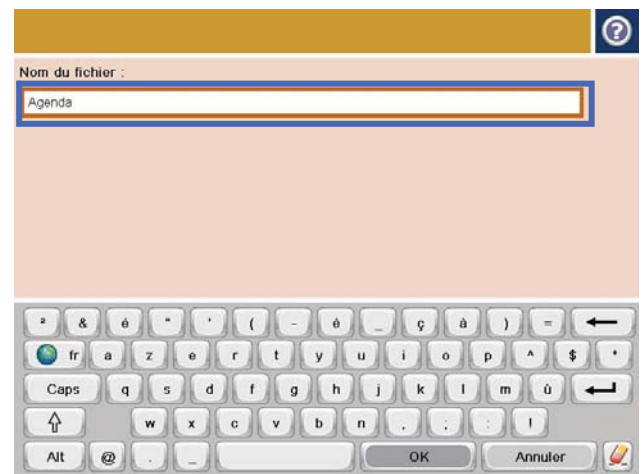 ?
Nom du fichier :
Agenda
² & é " ' ( - è _ ç à ) =
fr a z e r t y u i o p ^ $ *
Caps q s d f g h j k l m ù
w x c v b n , ; : !
Alt @ . _ OK Annuler